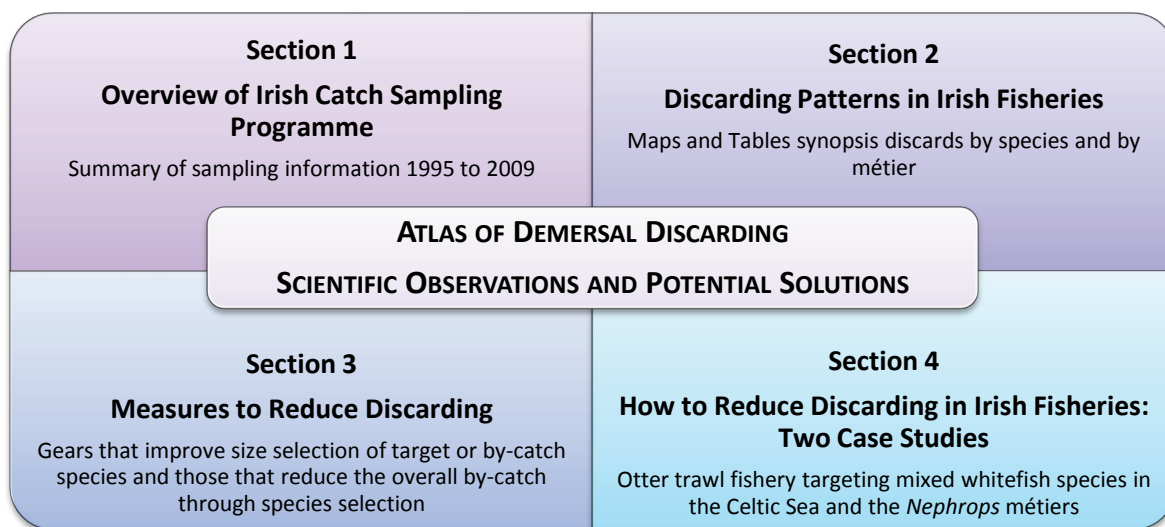 Section 1
Overview of Irish Catch Sampling
Programme
Summary of sampling information 1995 to 2009
Section 2
Discarding Patterns in Irish Fisheries
Maps and Tables synopsis discards by species and by
métier
ATLAS OF DEMERSAL DISCARDING
SCIENTIFIC OBSERVATIONS AND POTENTIAL SOLUTIONS
Section 3
Measures to Reduce Discarding
Gears that improve size selection of target or by-catch
species and those that reduce the overall by-catch
through species selection
Section 4
How to Reduce Discarding in Irish Fisheries:
Two Case Studies
Otter trawl fishery targeting mixed whitefish species in
the Celtic Sea and the Nephrops métiers